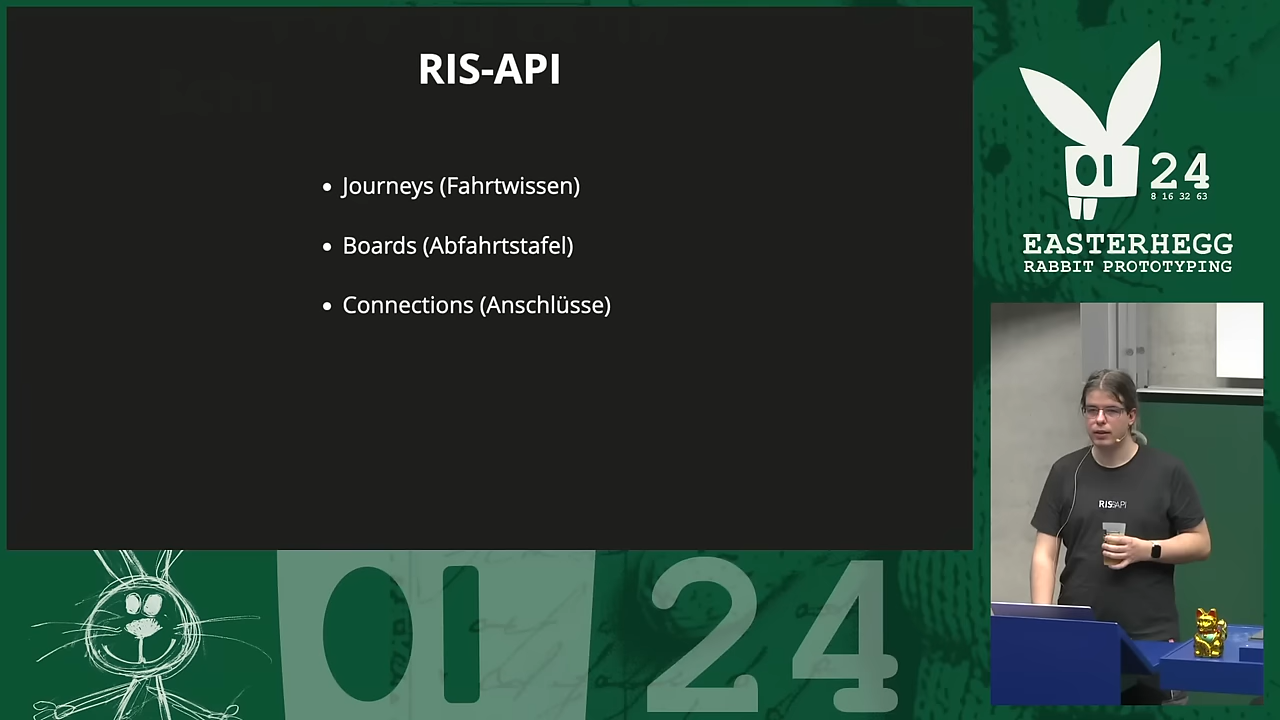 RIS-API
• Journeys (Fahrtwissen)
• Boards (Abfahrtstafel)
• Connections (Anschlüsse)
24
8 16 32 63
EASTERHEGG
RABBIT PROTOTYPING
RIS-API
24